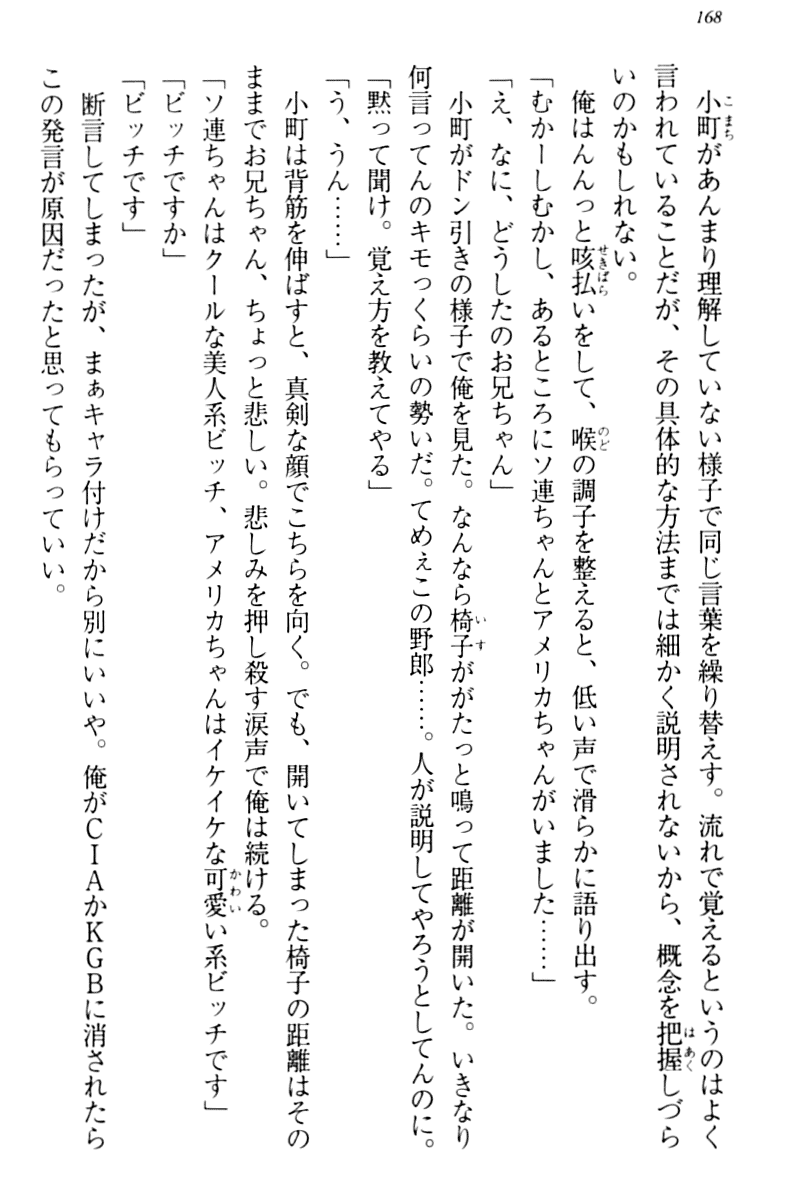 168
小町があんまり理解していない様子で同じ言葉を繰り替えす。流れで覚えるというのはよく
言われていることだが、その具体的な方法までは細かく説明されないから、概念を把握しづら
いのかもしれない。
俺はんんっと咳払いをして、喉の調子を整えると、低い声で滑らかに語り出す。
「むかーしむかし、あるところにソ連ちゃんとアメリカちゃんがいました……」
「え、なに、どうしたのお兄ちゃん」
小町がドン引きの様子で俺を見た。なんなら椅子ががたっと鳴って距離が開いた。いきなり
何言ってんのキモっくらいの勢いだ。てめぇこの野郎……。人が説明してやろうとしてんのに。
「黙って聞け。覚え方を教えてやる」
「う、うん……」
小町は背筋を伸ばすと、真剣な顔でこちらを向く。でも、開いてしまった椅子の距離はその
ままでお兄ちゃん、ちょっと悲しい。悲しみを押し殺す涙声で俺は続ける。
「ソ連ちゃんはクールな美人系ビッチ、アメリカちゃんはイケイケな可愛い系ビッチです」
「ビッチですか」
「ビッチです」
断言してしまったが、まぁキャラ付けだから別にいいや。俺がＣＩＡかＫＧＢに消されたら
この発言が原因だったと思ってもらっていい。